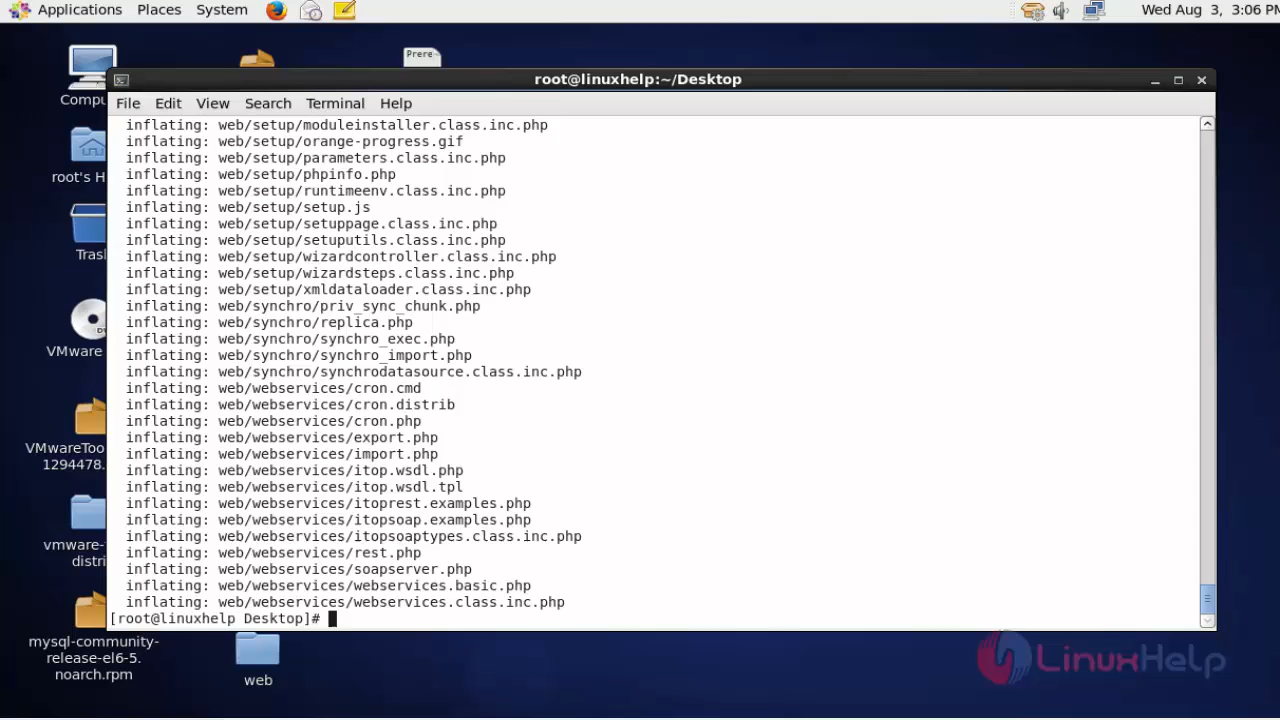 Applications Places System
Wed Aug 3, 3:06 PM
Prere
root@linuxhelp:~/Desktop
File Edit View Search Terminal Help
inflating: web/setup/moduleinstaller.class.inc.php
inflating: web/setup/orange-progress.gif
inflating: web/setup/parameters.class.inc.php
inflating: web/setup/phpinfo.php
inflating: web/setup/runtimeenv.class.inc.php
inflating: web/setup/setup.js
inflating: web/setup/setuppage.class.inc.php
inflating: web/setup/setuputils.class.inc.php
inflating: web/setup/wizardcontroller.class.inc.php
inflating: web/setup/wizardsteps.class.inc.php
inflating: web/setup/xmldataloader.class.inc.php
inflating: web/synchro/priv_sync_chunk.php
inflating: web/synchro/replica.php
inflating: web/synchro/synchro_exec.php
inflating: web/synchro/synchro_import.php
inflating: web/synchro/synchrodatasource.class.inc.php
inflating: web/webservices/cron.cmd
inflating: web/webservices/cron.distrib
inflating: web/webservices/cron.php
inflating: web/webservices/export.php
inflating: web/webservices/import.php
inflating: web/webservices/itop.wsdl.php
inflating: web/webservices/itop.wsdl.tpl
inflating: web/webservices/itoprest.examples.php
inflating: web/webservices/itopsoap.examples.php
inflating: web/webservices/itopsoaptypes.class.inc.php
inflating: web/webservices/rest.php
inflating: web/webservices/soapserver.php
inflating: web/webservices/webservices.basic.php
inflating: web/webservices/webservices.class.inc.php
[root@linuxhelp Desktop]#
Compu
root's H
Tras
VMware
VMwareToo
1294478.
vmware-
distri
mysql-community-
release-el6-5.
noarch.rpm
web
LinuxHelp